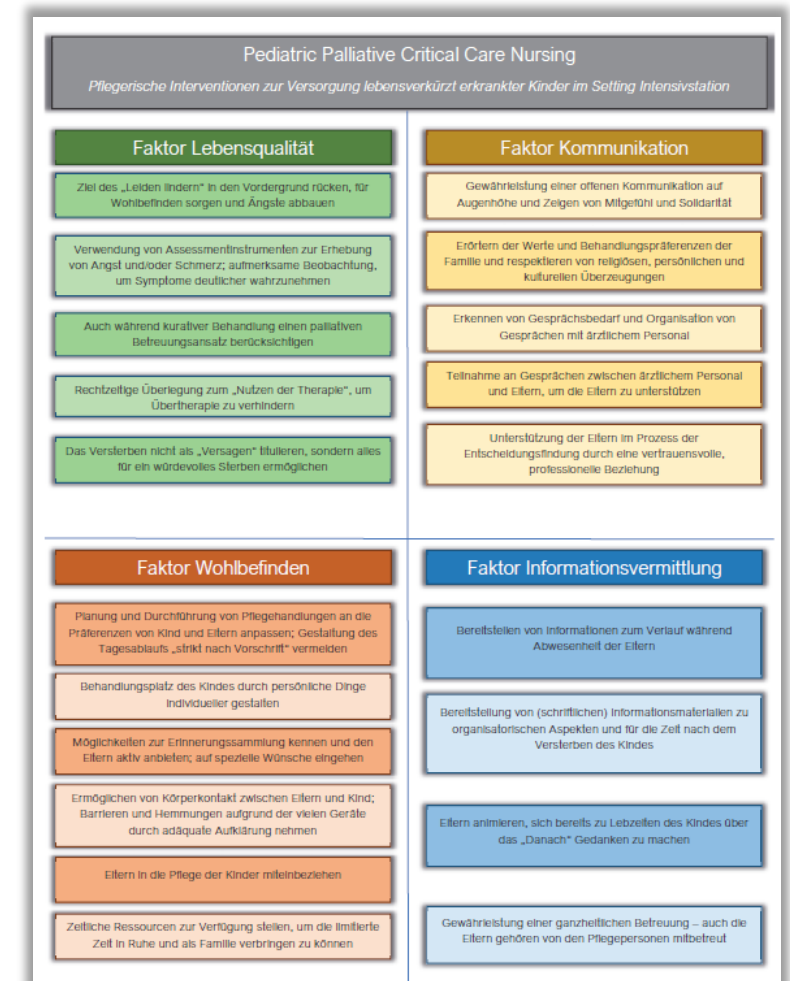 Pediatric Palliative Critical Care Nursing
Pflegerische Interventionen zur Versorgung lebensverkürzt erkrankter Kinder im Setting Intensivstation
Faktor Lebensqualität
Ziel des „Leiden lindern“ in den Vordergrund rücken, für
Wohlbefinden sorgen und Ängste abbauen
Verwendung von Assessmentinstrumenten zur Erhebung
von Angst und/oder Schmerz; aufmerksame Beobachtung,
um Symptome deutlicher wahrzunehmen
Auch während kurativer Behandlung einen palliativen
Betreuungsansatz berücksichtigen
Rechtzeitige Überlegung zum „Nutzen der Therapie“, um
Übertherapie zu verhindern
Das Versterben nicht als „Versagen“ titulieren, sondern alles
für ein würdevolles Sterben ermöglichen
Faktor Kommunikation
Gewährleistung einer offenen Kommunikation auf
Augenhöhe und Zeigen von Mitgefühl und Solidarität
Erörtern der Werte und Behandlungspräferenzen der
Familie und respektieren von religiösen, persönlichen und
kulturellen Überzeugungen
Erkennen von Gesprächsbedarf und Organisation von
Gesprächen mit ärztlichem Personal
Teilnahme an Gesprächen zwischen ärztlichem Personal
und Eltern, um die Eltern zu unterstützen
Unterstützung der Eltern im Prozess der
Entscheidungsfindung durch eine vertrauensvolle,
professionelle Beziehung
Faktor Wohlbefinden
Planung und Durchführung von Pflegehandlungen an die
Präferenzen von Kind und Eltern anpassen; Gestaltung des
Tagesablaufs „strikt nach Vorschrift“ vermeiden
Behandlungsplatz des Kindes durch persönliche Dinge
individueller gestalten
Möglichkeiten zur Erinnerungssammlung kennen und den
Eltern aktiv anbieten; auf spezielle Wünsche eingehen
Ermöglichen von Körperkontakt zwischen Eltern und Kind;
Barrieren und Hemmungen aufgrund der vielen Geräte
durch adäquate Aufklärung nehmen
Eltern in die Pflege der Kinder miteinbeziehen
Zeitliche Ressourcen zur Verfügung stellen, um die limitierte
Zeit in Ruhe und als Familie verbringen zu können
Faktor Informationsvermittlung
Bereitstellen von Informationen zum Verlauf während
Abwesenheit der Eltern
Bereitstellung von (schriftlichen) Informationsmaterialien zu
organisatorischen Aspekten und für die Zeit nach dem
Versterben des Kindes
Eltern animieren, sich bereits zu Lebzeiten des Kindes über
das „Danach“ Gedanken zu machen
Gewährleistung einer ganzheitlichen Betreuung – auch die
Eltern gehören von den Pflegepersonen mitbetreut